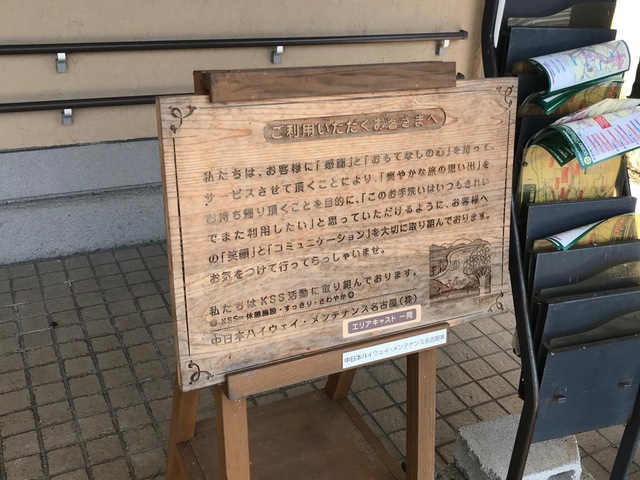 ご利用いただくお客さまへ
私たちは、お客様に「感謝」と「おもてなしの心」を持って、
サービスさせて頂くことにより、「爽やかな旅の思い出」を
お持ち帰り頂くことを目的に、「このお手洗いはいつもきれい
でまた利用したい」と思っていただけるように、お客様へ
の「笑顔」と「コミュニケーション」を大切に取り組んでおります。
お気をつけて行ってらっしゃいませ。
私たちはKSS活動に取り組んでおります。
KSS=休憩施設・すっきり・さわやか
中日本ハイウェイ・メンテナンス名古屋(株)
エリアキャスト 一同
中日本ハイウェイ・メンテナンス名古屋㈱